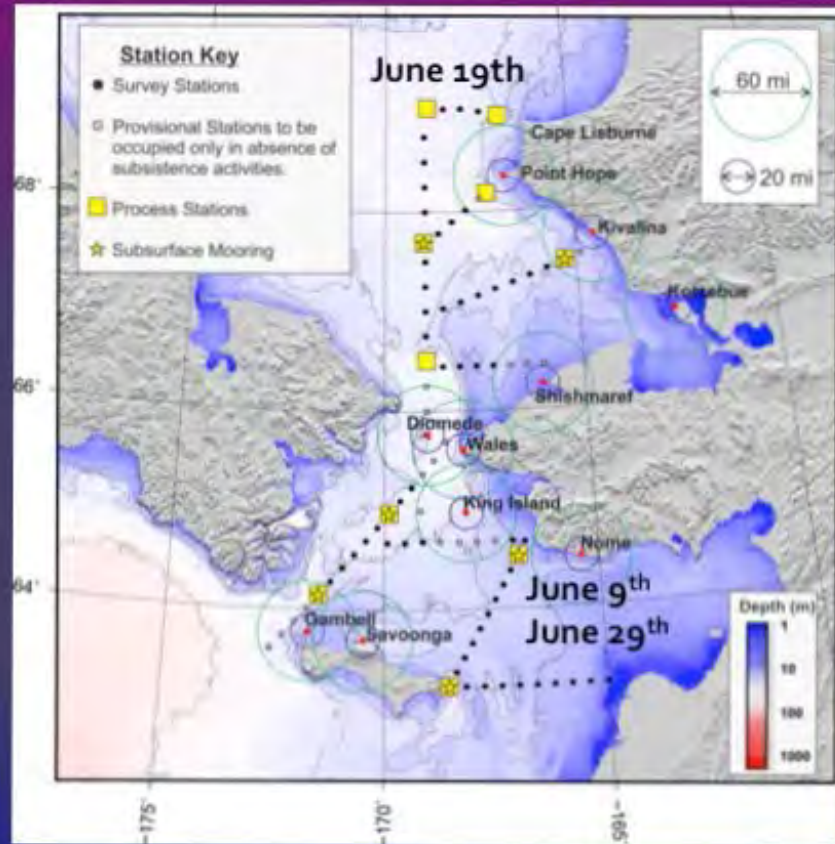 Station Key
Survey Stations
Provisional Stations to be
occupied only in absence of
subsistence activities.
Process Stations
Subsurface Mooring
June 19th
60 mi
20 mi
Cape Lisburne
Point Hope
68°
Kivalina
Kotzebue
66°
Shishmaref
Diomede
Wales
King Island
Nome
64°
June 9th
June 29th
Gambell
Savoonga
Depth (m)
1
10
100
1000
-175°
-170°
-165°